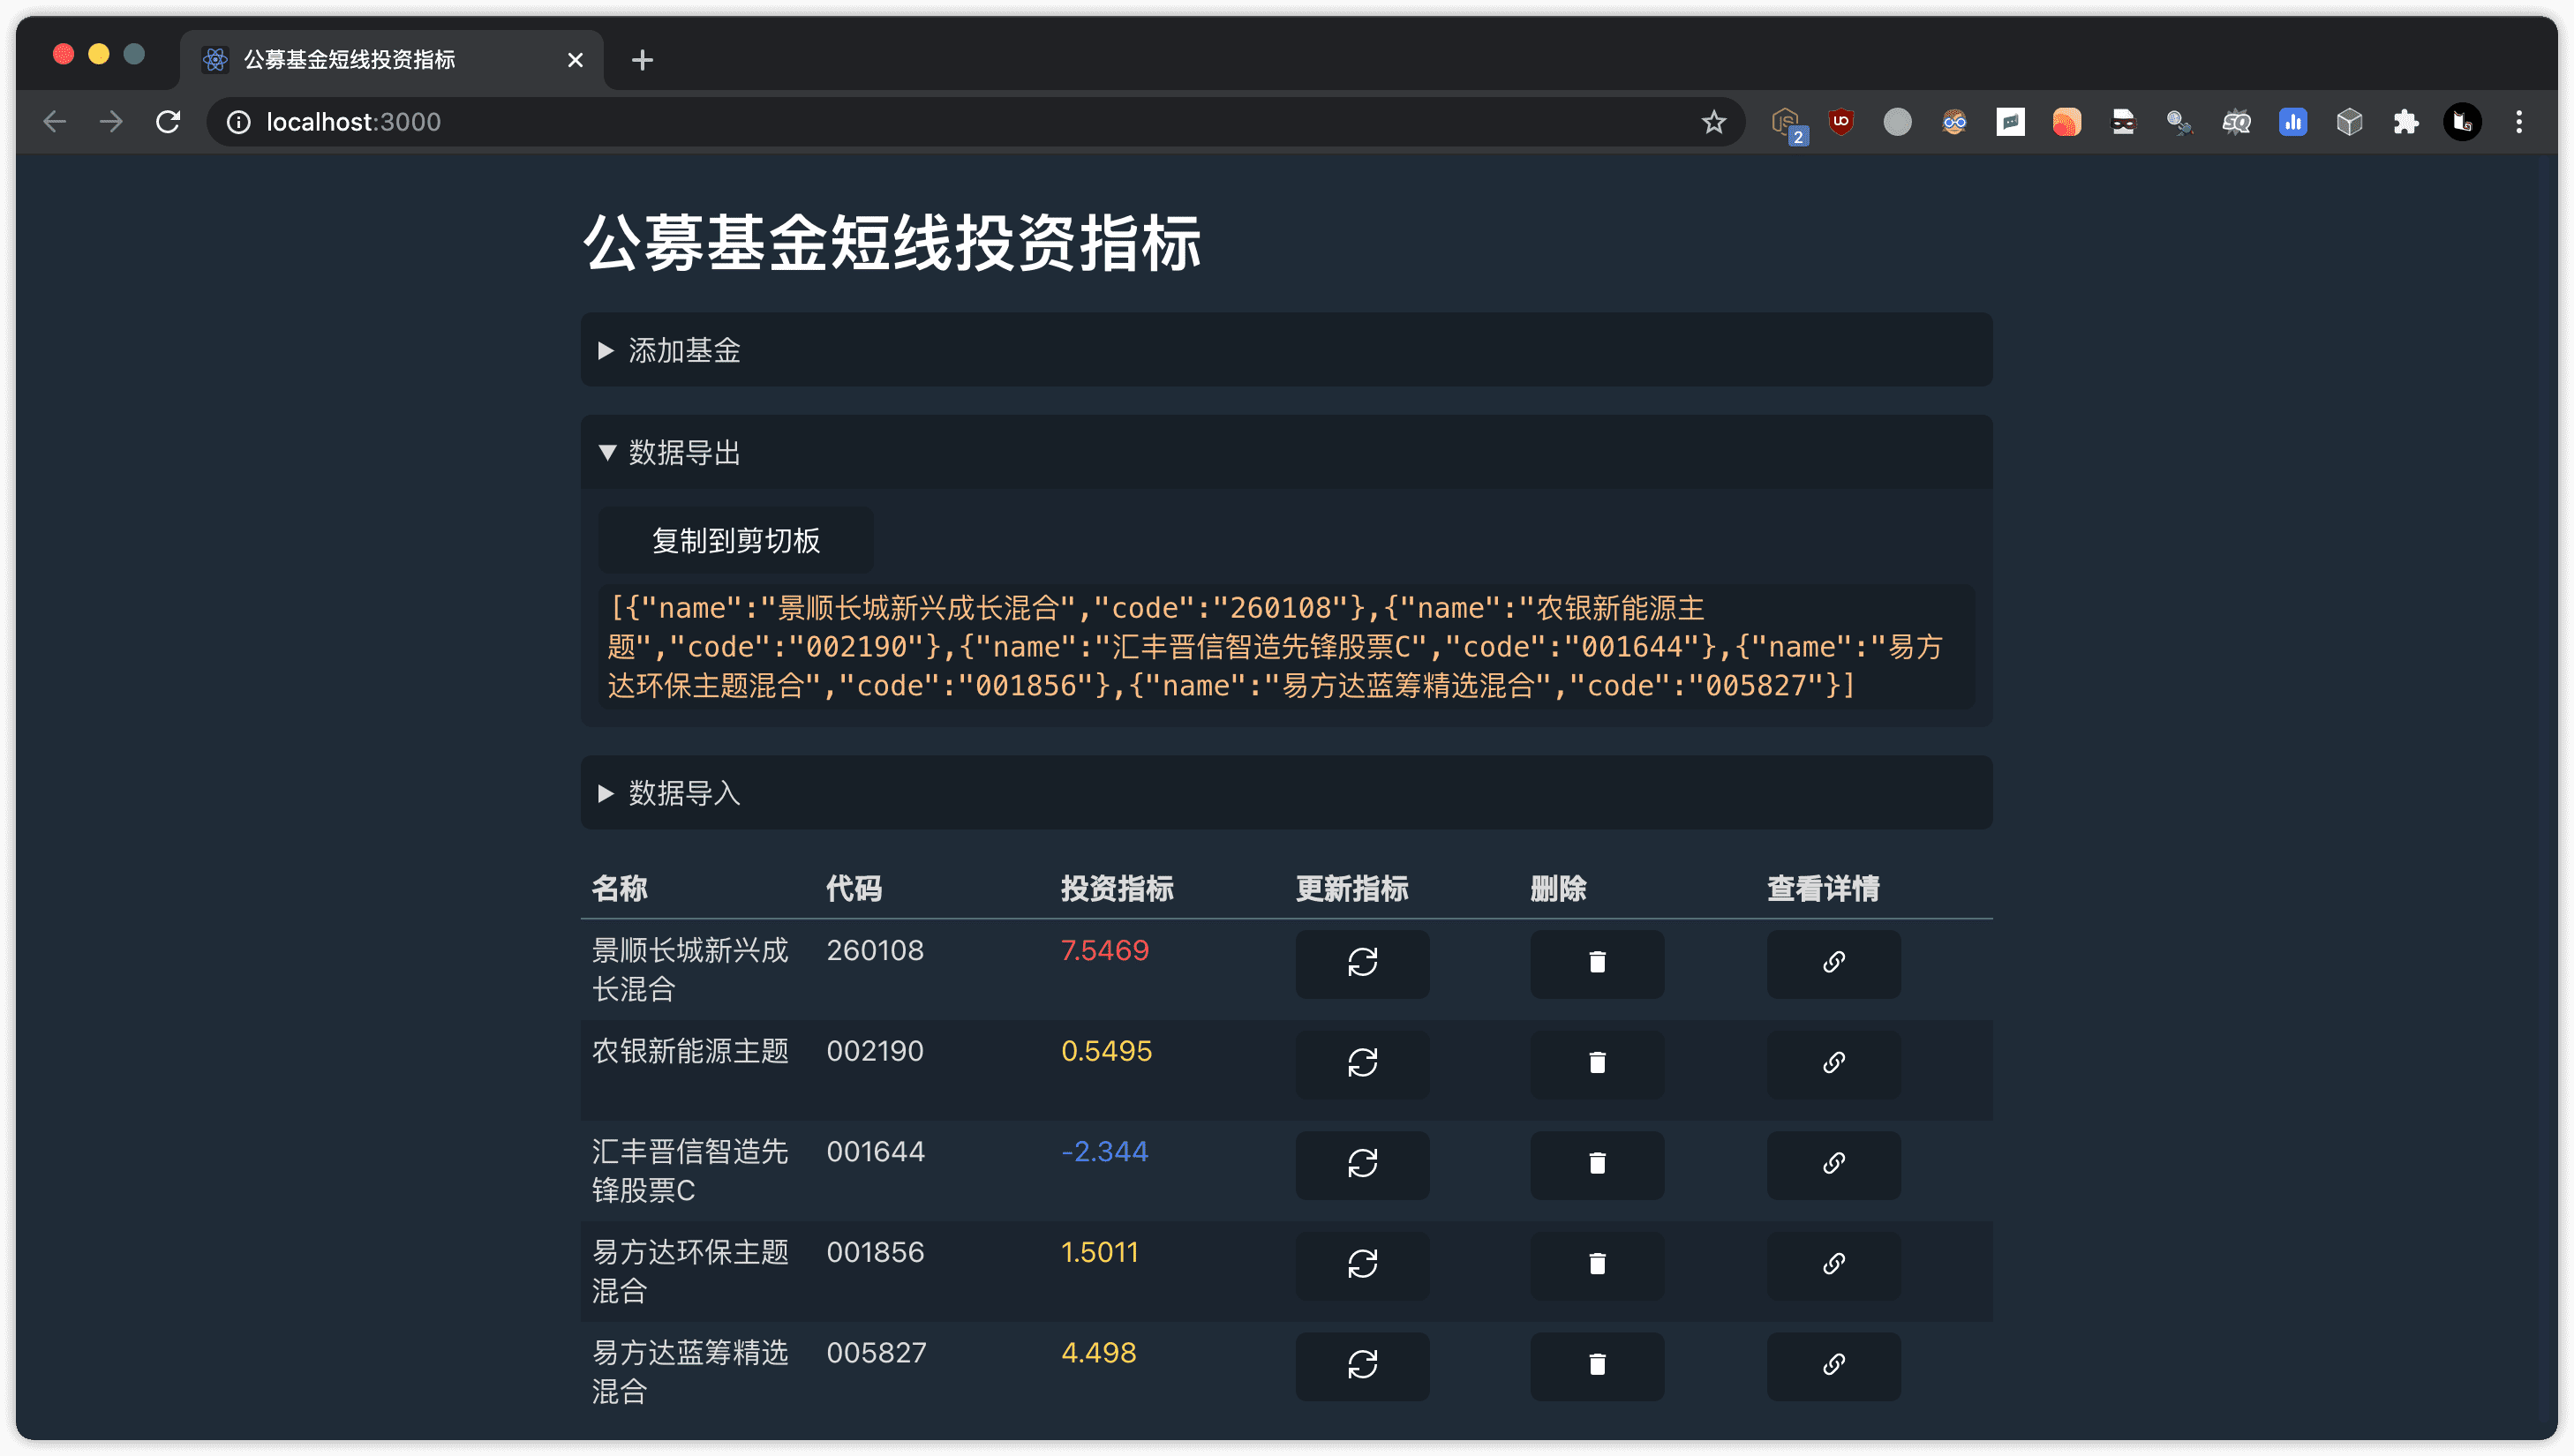 公募基金短线投资指标
localhost:3000
2
公募基金短线投资指标
添加基金
数据导出
复制到剪切板
[{"name":"景顺长城新兴成长混合","code":"260108"},{"name":"农银新能源主
题","code":"002190"},{"name":"汇丰晋信智造先锋股票C","code":"001644"},{"name":"易方
达环保主题混合","code":"001856"},{"name":"易方达蓝筹精选混合","code":"005827"}]
数据导入
名称 代码 投资指标 更新指标 删除 查看详情
景顺长城新兴成 260108 7.5469
长混合
农银新能源主题 002190 0.5495
汇丰晋信智造先 001644 -2.344
锋股票C
易方达环保主题 001856 1.5011
混合
易方达蓝筹精选 005827 4.498
混合